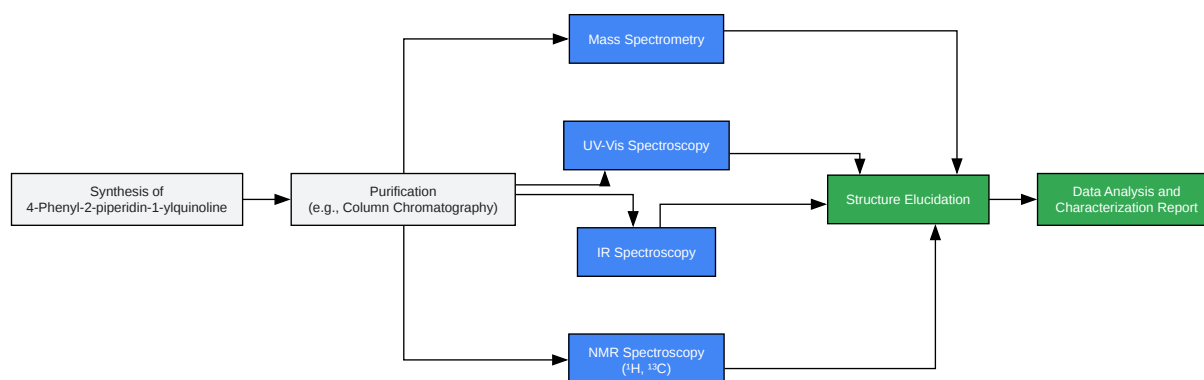 Synthesis of
4-Phenyl-2-piperidin-1-ylquinoline
Purification
(e.g., Column Chromatography)
Mass Spectrometry
UV-Vis Spectroscopy
IR Spectroscopy
NMR Spectroscopy
(¹H, ¹³C)
Structure Elucidation
Data Analysis and
Characterization Report